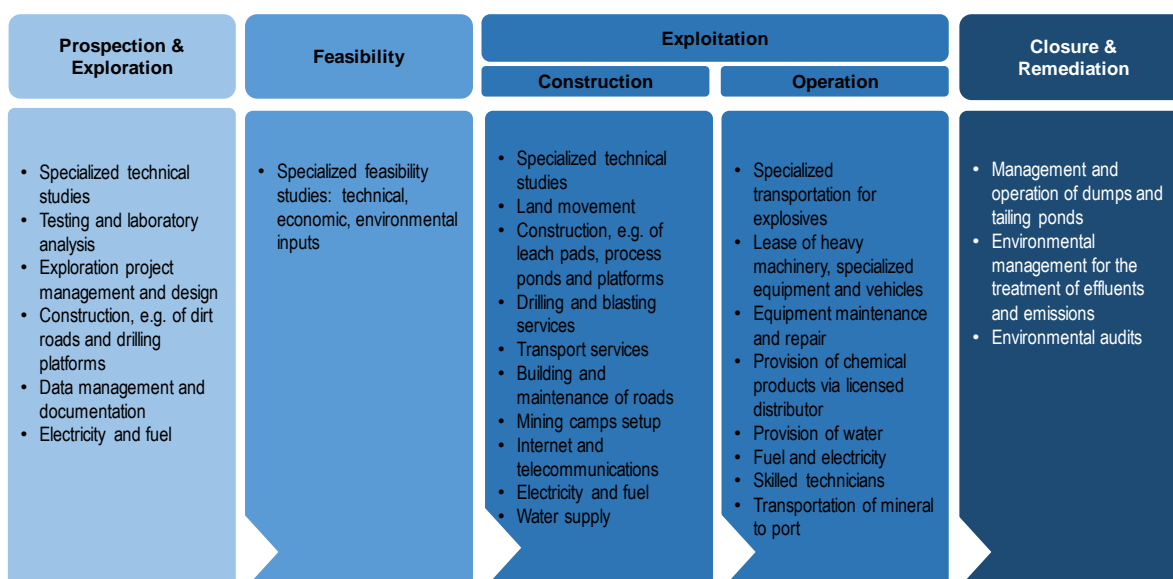 Prospection &
Exploration
Feasibility
Exploitation
Construction
Operation
Closure &
Remediation
• Specialized technical
studies
• Testing and laboratory
analysis
• Exploration project
management and design
• Construction, e.g. of dirt
roads and drilling
platforms
• Data management and
documentation
• Electricity and fuel
• Specialized feasibility
studies: technical,
economic, environmental
inputs
• Specialized technical
studies
• Land movement
• Construction, e.g. of
leach pads, process
ponds and platforms
• Drilling and blasting
services
• Transport services
• Building and
maintenance of roads
• Mining camps setup
• Internet and
telecommunications
• Electricity and fuel
• Water supply
• Specialized
transportation for
explosives
• Lease of heavy
machinery, specialized
equipment and vehicles
• Equipment maintenance
and repair
• Provision of chemical
products via licensed
distributor
• Provision of water
• Fuel and electricity
• Skilled technicians
• Transportation of mineral
to port
• Management and
operation of dumps and
tailing ponds
• Environmental
management for the
treatment of effluents
and emissions
• Environmental audits